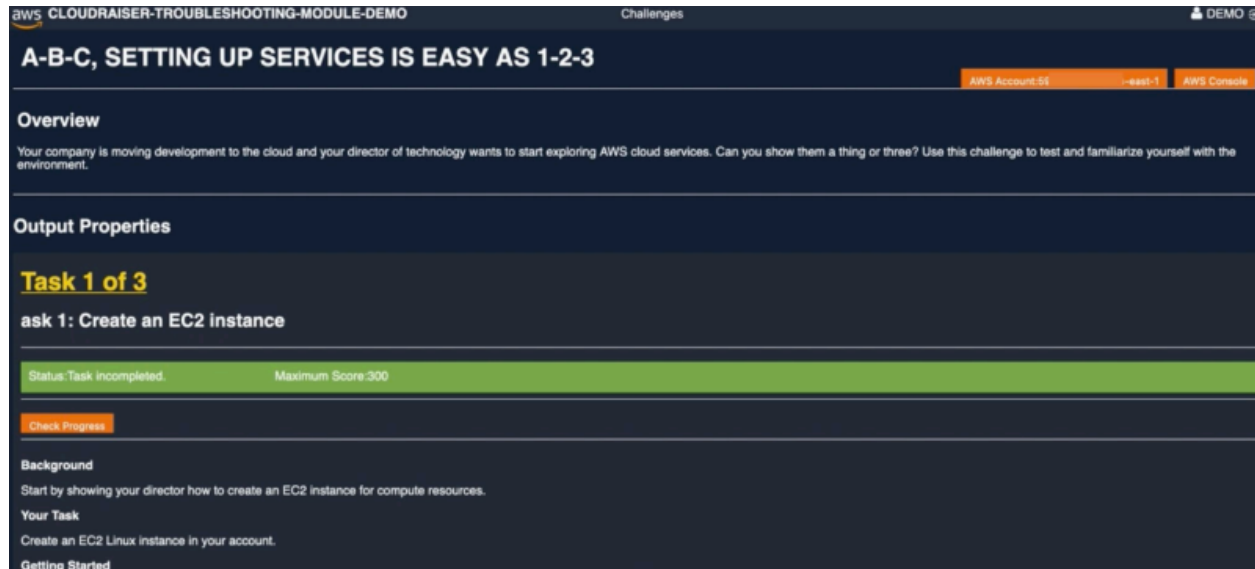 aws CLOUDRAISER-TROUBLESHOOTING-MODULE-DEMO Challenges DEMO
A-B-C, SETTING UP SERVICES IS EASY AS 1-2-3
AWS Account:5 -east-1 AWS Console
Overview
Your company is moving development to the cloud and your director of technology wants to start exploring AWS cloud services. Can you show them a thing or three? Use this challenge to test and familiarize yourself with the
environment.
Output Properties
Task 1 of 3
ask 1: Create an EC2 instance
Status:Task incompleted. Maximum Score:300
Check Progress
Background
Start by showing your director how to create an EC2 instance for compute resources.
Your Task
Create an EC2 Linux instance in your account.
Getting Started